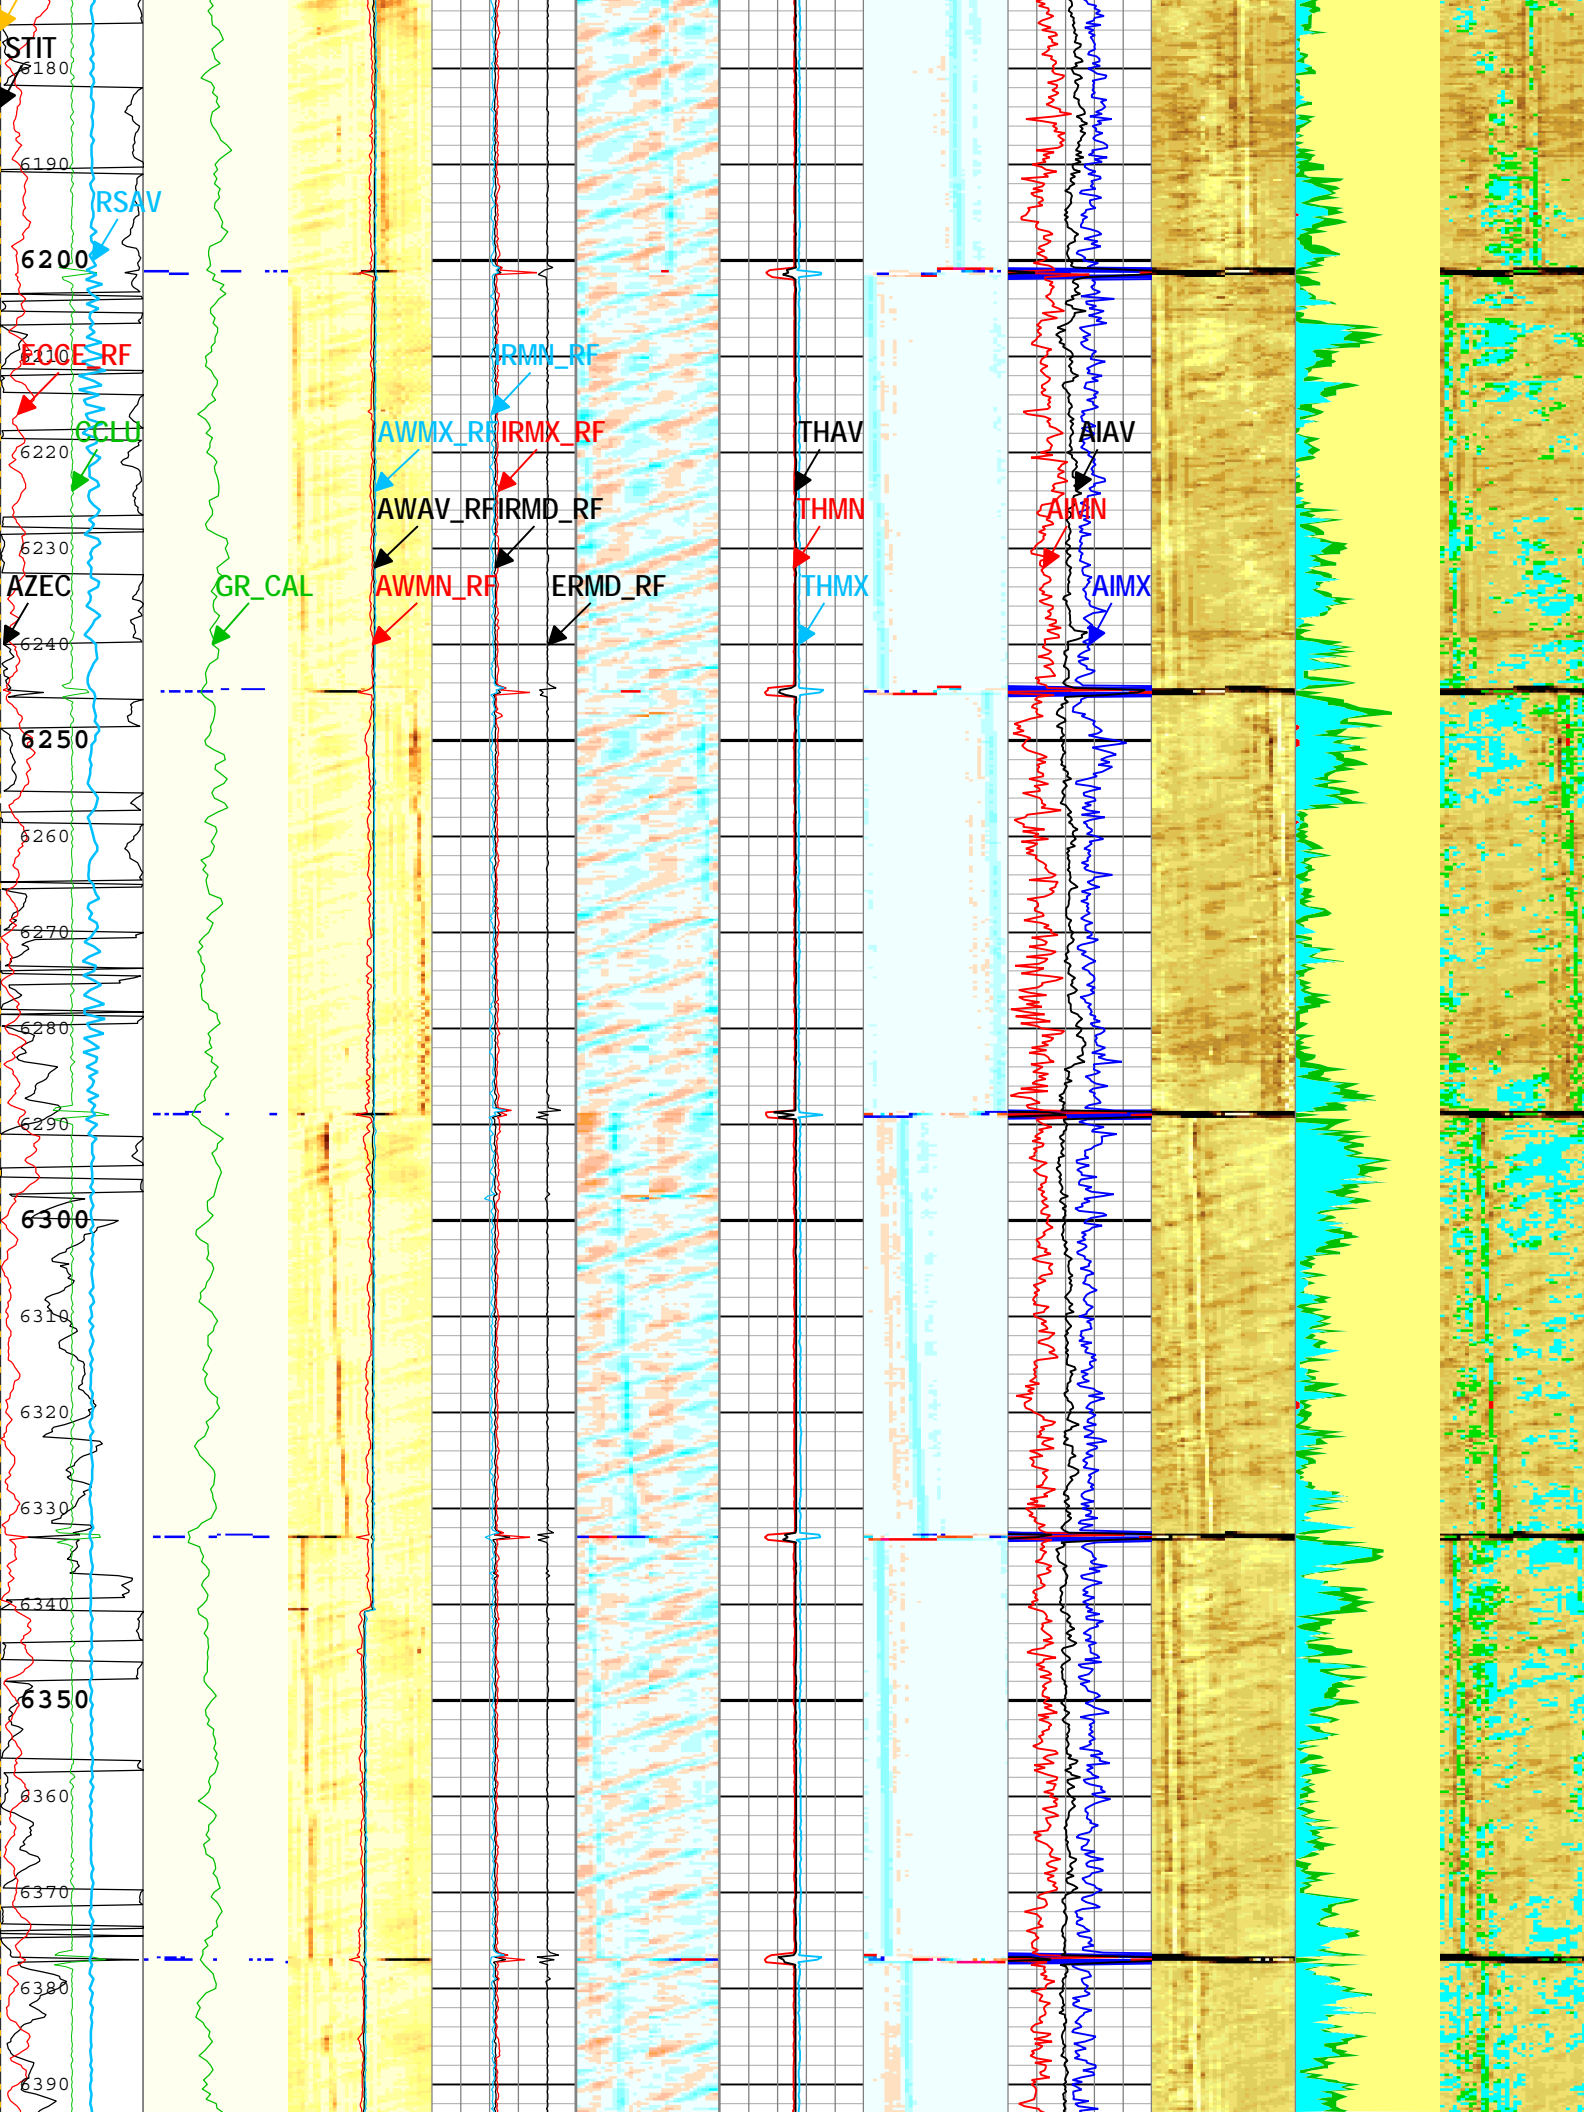 STIT
6180
6190
RSAV
6200
6210
ECCE_RF
IRMN_RF
CCLU
AWMX_RF
IRMX_RF
THAV
AIAV
6220
AWAV_RF
IRMD_RF
THMN
AIMN
6230
AZEC
GR_CAL
AWMN_RF
ERMD_RF
THMX
AIMX
6240
6250
6260
6270
6280
6290
6300
6310
6320
6330
6340
6350
6360
6370
6380
6390